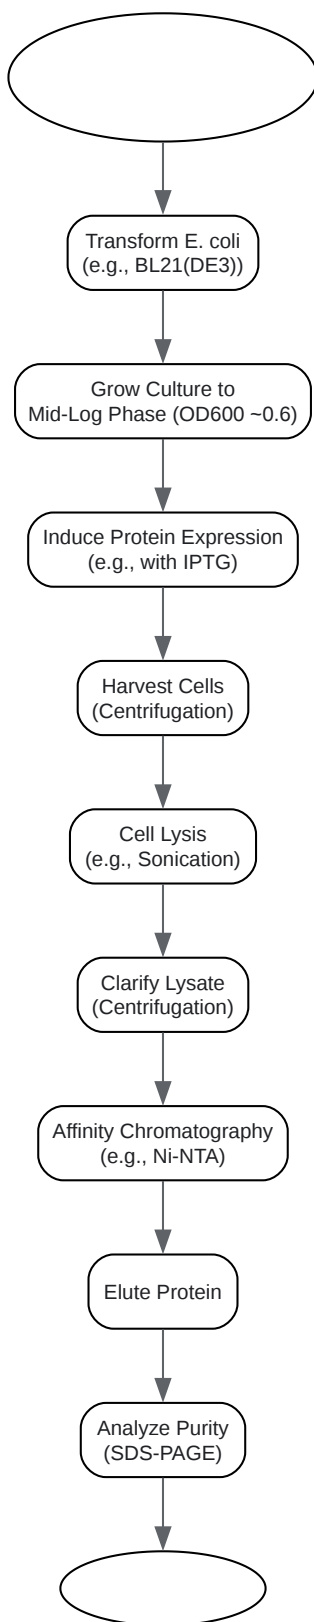 Transform E. coli
(e.g., BL21(DE3))
Grow Culture to
Mid-Log Phase (OD600 ~0.6)
Induce Protein Expression
(e.g., with IPTG)
Harvest Cells
(Centrifugation)
Cell Lysis
(e.g., Sonication)
Clarify Lysate
(Centrifugation)
Affinity Chromatography
(e.g., Ni-NTA)
Elute Protein
Analyze Purity
(SDS-PAGE)